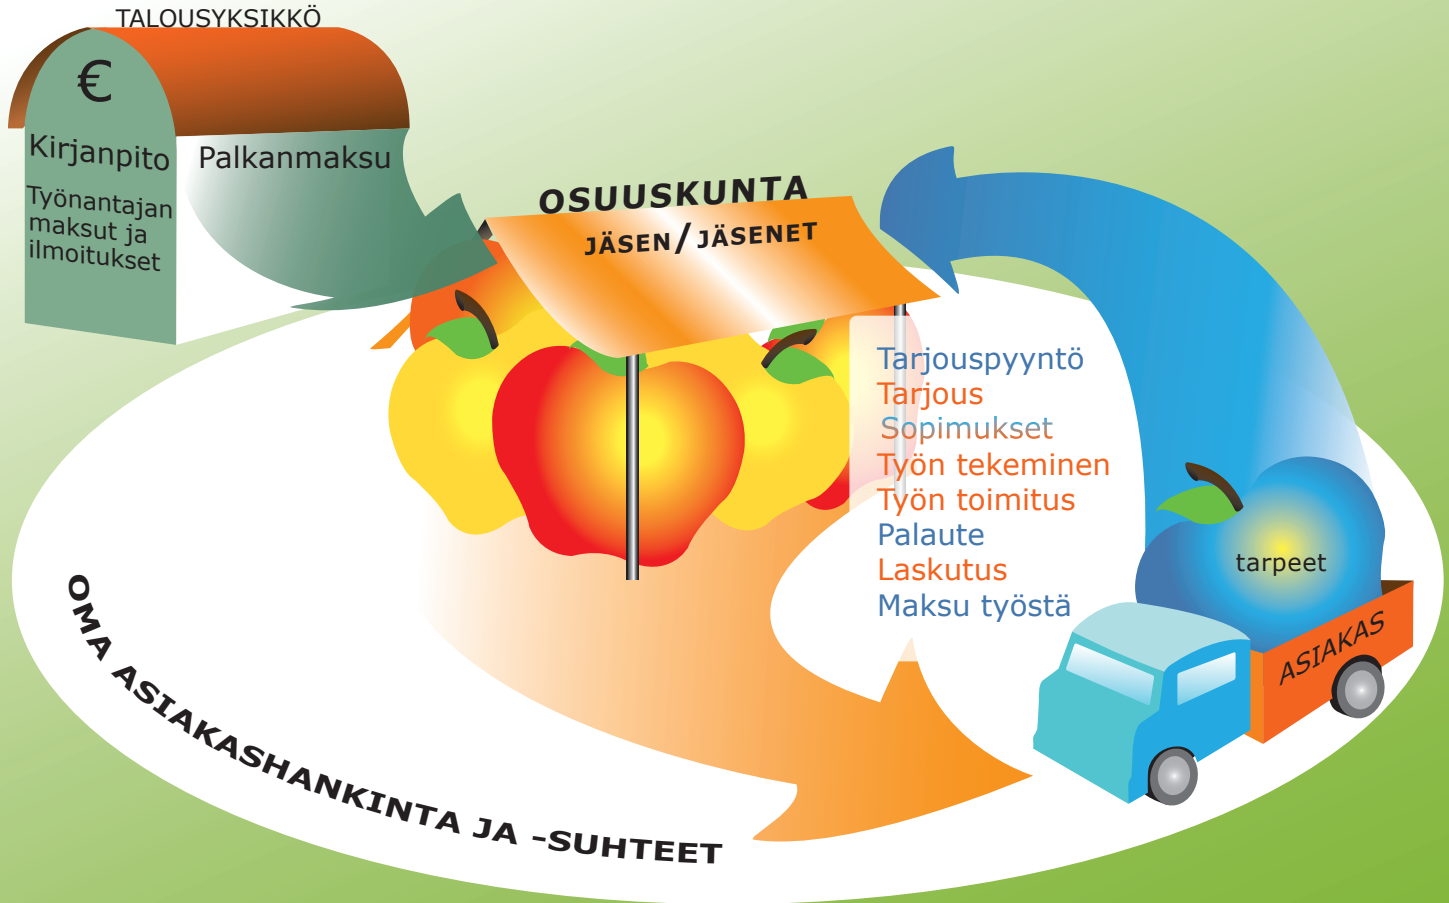 TALOUSYKSIKKÖ
€
Kirjanpito
Työnantajan
maksut ja
ilmoitukset
Palkanmaksu
OSUUSKUNTA
JÄSEN/JÄSENET
Tarjouspyyntö
Tarjous
Sopimukset
Työn tekeminen
Työn toimitus
Palaute
Laskutus
Maksu työstä
tarpeet
ASIAKAS
OMA ASIAKASHANKINTA JA -SUHTEET